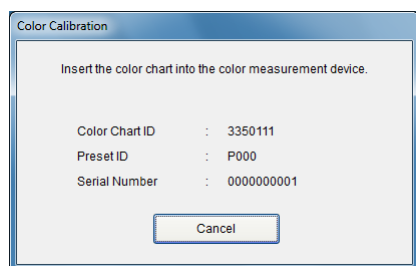 Color Calibration
Insert the color chart into the color measurement device.
Color Chart ID : 3350111
Preset ID : P000
Serial Number : 0000000001
Cancel